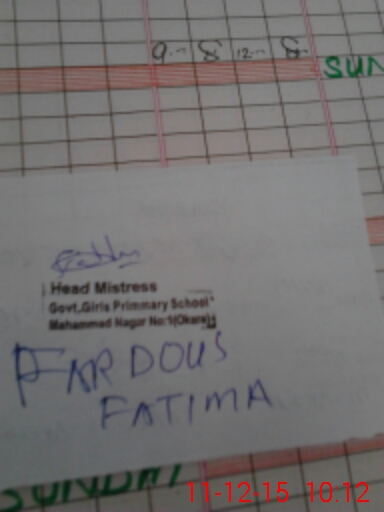 9.-- 8 12.-- 8.
SUN
Head Mistress
Govt.Girls Primmary School
Mahammad Nagar No:1(Okara)
FARDOUS
FATIMA
SUNDAY
11-12-15 10:12